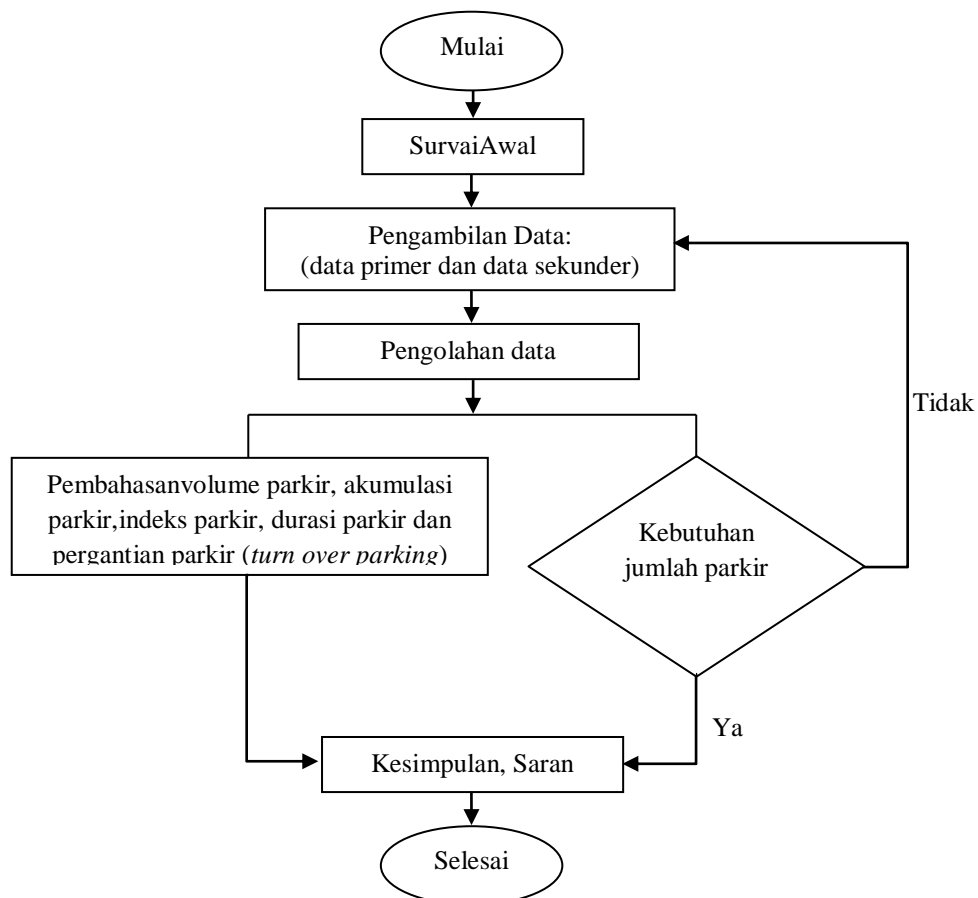 Mulai
SurvaiAwal
Pengambilan Data:
(data primer dan data sekunder)
Pengolahan data
Tidak
Pembahasanvolume parkir, akumulasi
parkir,indeks parkir, durasi parkir dan
pergantian parkir (turn over parking)
Kebutuhan
jumlah parkir
Ya
Kesimpulan, Saran
Selesai